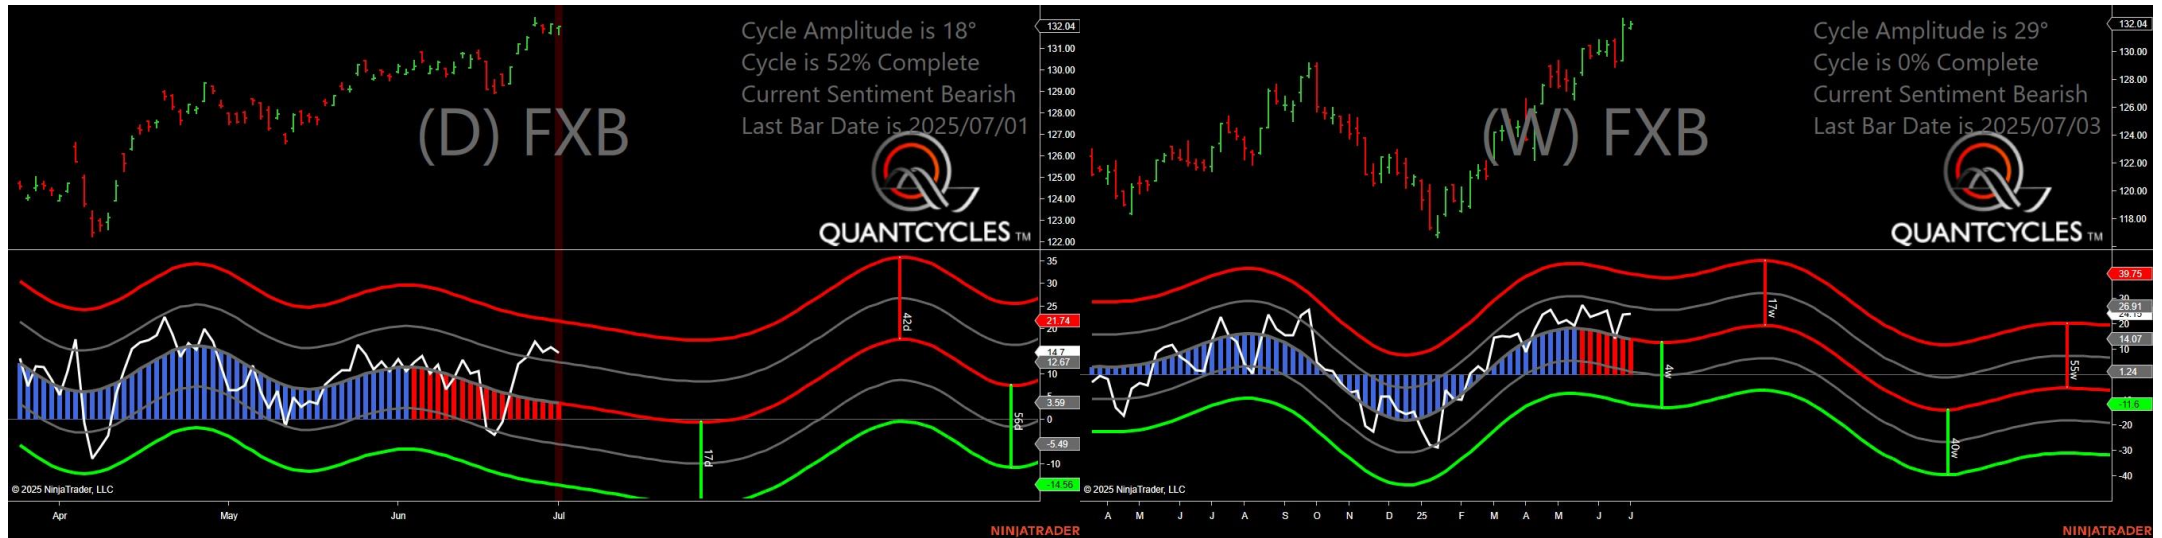 (D) FXB
Cycle Amplitude is 18°
Cycle is 52% Complete
Current Sentiment Bearish
Last Bar Date is 2025/07/01
QUANTCYCLES TM
132.04
131.00
130.00
129.00
128.00
127.00
126.00
125.00
124.00
123.00
122.00
35
30
25
21.74
20
14.7
12.67
10
3.59
0
-5.49
-10
-14.56
17d
42d
56d
© 2025 NinjaTrader, LLC
Apr
May
Jun
Jul
NINJATRADER
(W) FXB
Cycle Amplitude is 29°
Cycle is 0% Complete
Current Sentiment Bearish
Last Bar Date is 2025/07/03
QUANTCYCLES TM
132.04
130.00
128.00
126.00
124.00
122.00
120.00
118.00
39.75
30
26.91
24.15
20
14.07
10
1.24
-11.6
-20
-30
-40
4w
17w
40w
55w
© 2025 NinjaTrader, LLC
A M J J A S O N D 25 F M A M J J
NINJATRADER